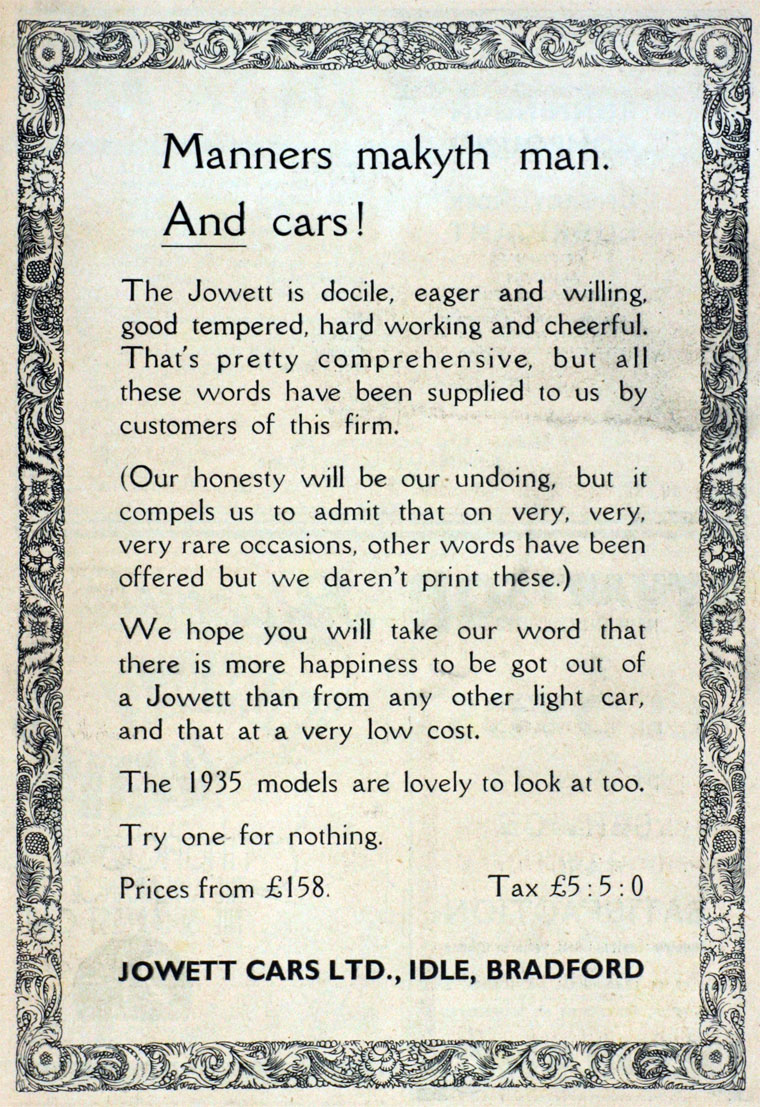 Manners makyth man.
And cars!
The Jowett is docile, eager and willing,
good tempered, hard working and cheerful.
That's pretty comprehensive, but all
these words have been supplied to us by
customers of this firm.
(Our honesty will be our undoing, but it
compels us to admit that on very, very,
very rare occasions, other words have been
offered but we daren't print these.)
We hope you will take our word that
there is more happiness to be got out of
a Jowett than from any other light car,
and that at a very low cost.
The 1935 models are lovely to look at too.
Try one for nothing.
Prices from £158. Tax £5 : 5 : 0
JOWETT CARS LTD., IDLE, BRADFORD